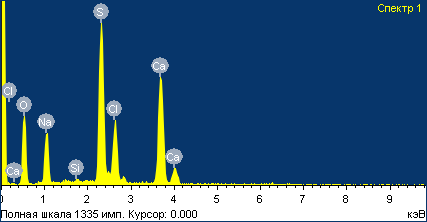 Спектр 1
S
Ca
Cl
O
Cl
Na
Ca
Si
Ca
0 1 2 3 4 5 6 7 8 9
Полная шкала 1335 имп. Курсор: 0.000 кэВ